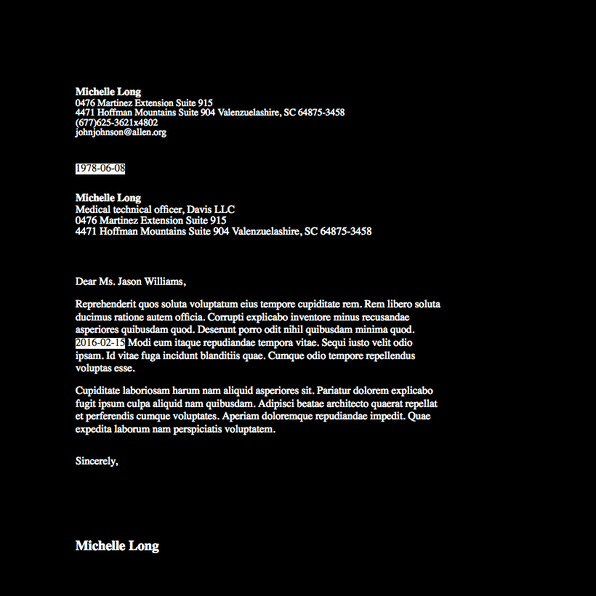 Michelle Long
0476 Martinez Extension Suite 915
4471 Hoffman Mountains Suite 904 Valenzuelashire, SC 64875-3458
(677)625-3621x4802
johnjohnson@allen.org
1978-06-08
Michelle Long
Medical technical officer, Davis LLC
0476 Martinez Extension Suite 915
4471 Hoffman Mountains Suite 904 Valenzuelashire, SC 64875-3458
Dear Ms. Jason Williams,
Reprehenderit quos soluta voluptatum eius tempore cupiditate rem. Rem libero soluta
ducimus ratione autem officia. Corrupti explicabo inventore minus recusandae
asperiores quibusdam quod. Deserunt porro odit nihil quibusdam minima quod.
2016-02-15 Modi eum itaque repudiandae tempora vitae. Sequi iusto velit odio
ipsam. Id vitae fuga incidunt blanditiis quae. Cumque odio tempore repellendus
voluptas esse.
Cupiditate laboriosam harum nam aliquid asperiores sit. Pariatur dolorem explicabo
fugit ipsum culpa aliquid nam quibusdam. Adipisci beatae architecto quaerat repellat
et perferendis cumque voluptates. Aperiam doloremque repudiandae impedit. Quae
expedita laborum nam perspiciatis voluptatem.
Sincerely,
Michelle Long